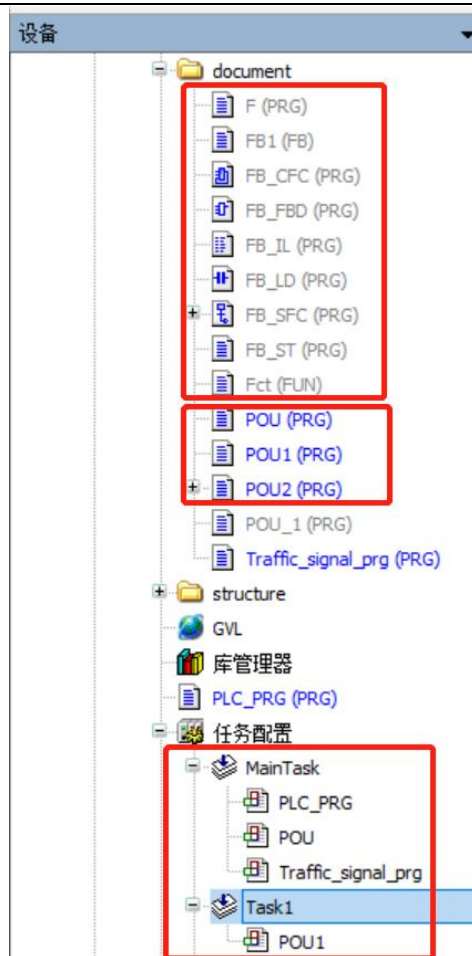 设备
document
F (PRG)
FB1 (FB)
FB_CFC (PRG)
FB_FBD (PRG)
FB_IL (PRG)
FB_LD (PRG)
FB_SFC (PRG)
FB_ST (PRG)
Fct (FUN)
POU (PRG)
POU1 (PRG)
POU2 (PRG)
POU_1 (PRG)
Traffic_signal_prg (PRG)
structure
GVL
库管理器
PLC_PRG (PRG)
任务配置
MainTask
PLC_PRG
POU
Traffic_signal_prg
Task1
POU1